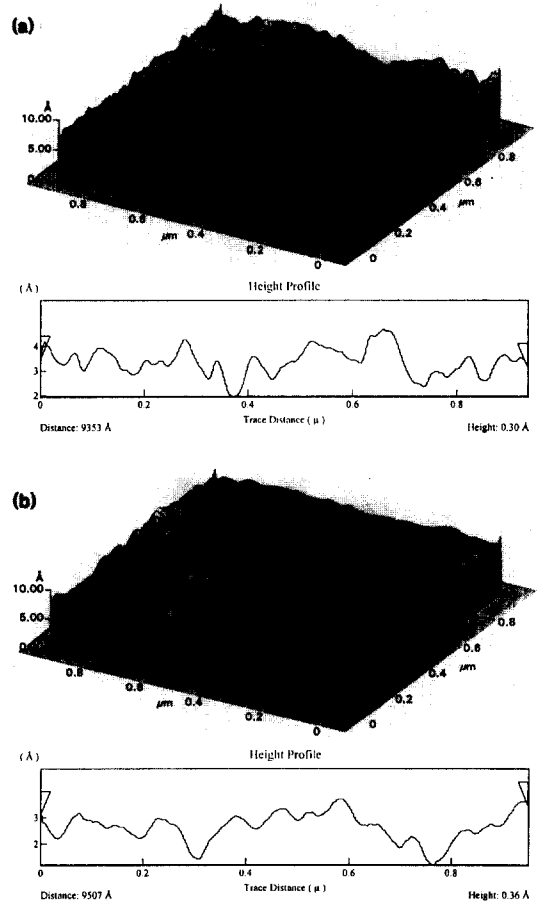 (a)
Å
10.00
5.00
0
0.8 0.6 0.4 0.2 0
µm
0 0.2 0.4 0.6 0.8
µm
Height Profile
(Å)
4
3
2
0 0.2 0.4 0.6 0.8
Trace Distance ( µ )
Distance: 9353 Å Height: 0.30 Å
(b)
Å
10.00
5.00
0.8 0.6 0.4 0.2 0
µm
0 0.2 0.4 0.6 0.8
µm
Height Profile
(Å)
3
2
0 0.2 0.4 0.6 0.8
Trace Distance ( µ )
Distance: 9507 Å Height: 0.36 Å